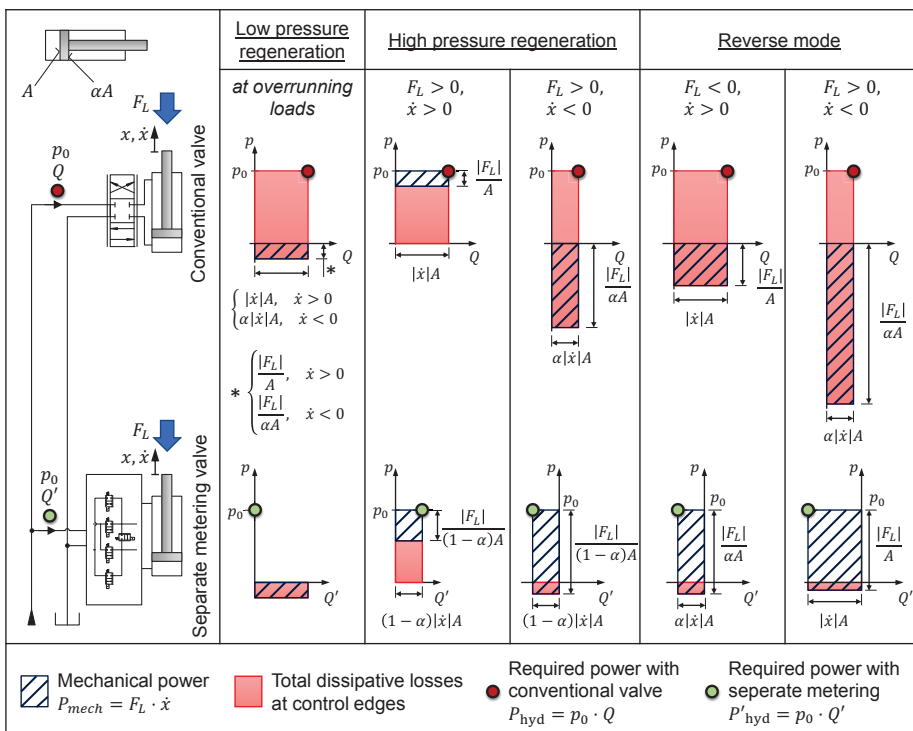 Low pressure
regeneration
High pressure regeneration
Reverse mode
A
αA
at overrunning
loads
F_L > 0,
ẋ > 0
F_L > 0,
ẋ < 0
F_L < 0,
ẋ > 0
F_L > 0,
ẋ < 0
F_L
x, ẋ
p_0
Q
Conventional valve
p
p_0
Q
*
{ |ẋ|A, ẋ > 0
α|ẋ|A, ẋ < 0
* { |F_L|/A, ẋ > 0
|F_L|/αA, ẋ < 0
p
p_0
|F_L|/A
Q
|ẋ|A
p
p_0
Q
|F_L|/αA
α|ẋ|A
p
p_0
Q
|F_L|/A
|ẋ|A
p
p_0
Q
|F_L|/αA
α|ẋ|A
F_L
x, ẋ
p_0
Q'
Separate metering valve
p
p_0
Q'
p
p_0
|F_L|/(1−α)A
Q'
(1−α)|ẋ|A
p
p_0
|F_L|/(1−α)A
Q'
(1−α)|ẋ|A
p
p_0
|F_L|/αA
Q'
α|ẋ|A
p
p_0
|F_L|/A
Q'
|ẋ|A
Mechanical power
P_mech = F_L · ẋ
Total dissipative losses
at control edges
Required power with
conventional valve
P_hyd = p_0 · Q
Required power with
seperate metering
P'_hyd = p_0 · Q'